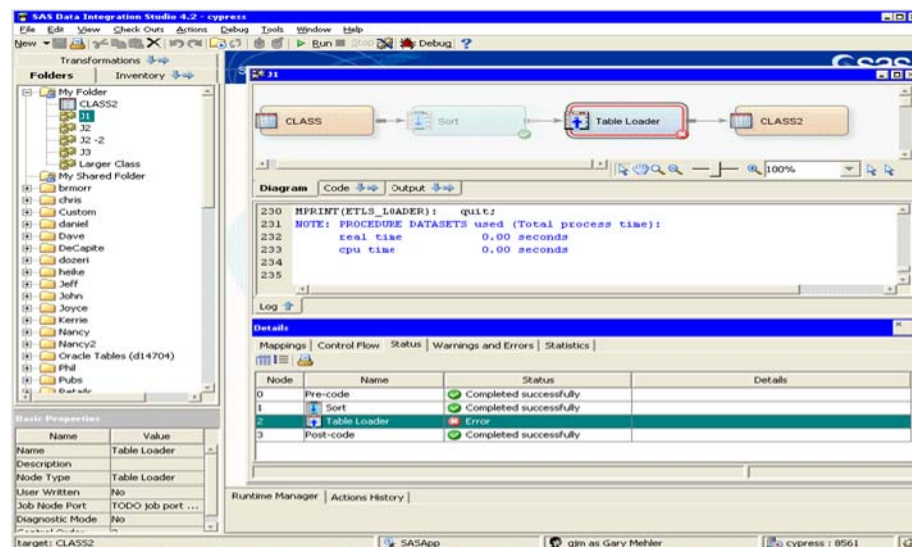 SAS Data Integration Studio 4.2 - cypress
File Edit View Check Outs Actions Debug Tools Window Help
New Run Stop Debug
Transformations
Folders Inventory
My Folder
CLASS2
J1
J2
J2 -2
J3
Larger Class
My Shared Folder
brmorr
chris
Custom
daniel
Dave
DeCapite
dozeri
heike
Jeff
John
Joyce
Kerrie
Nancy
Nancy2
Oracle Tables (d14704)
Phil
Pubs
Basic Properties
Name Value
Name Table Loader
Description
Node Type Table Loader
User Written No
Job Node Port TODO job port ...
Diagnostic Mode No
sas
J1
CLASS
Sort
Table Loader
CLASS2
100%
Diagram Code Output
230 MPRINT(ETLS_LOADER): quit;
231 NOTE: PROCEDURE DATASETS used (Total process time):
232 real time 0.00 seconds
233 cpu time 0.00 seconds
234
235
Log
Details
Mappings Control Flow Status Warnings and Errors Statistics
Node Name Status Details
0 Pre-code Completed successfully
1 Sort Completed successfully
2 Table Loader Error
3 Post-code Completed successfully
Runtime Manager Actions History
target: CLASS2 SASApp gjm as Gary Mehler cypress : 8561